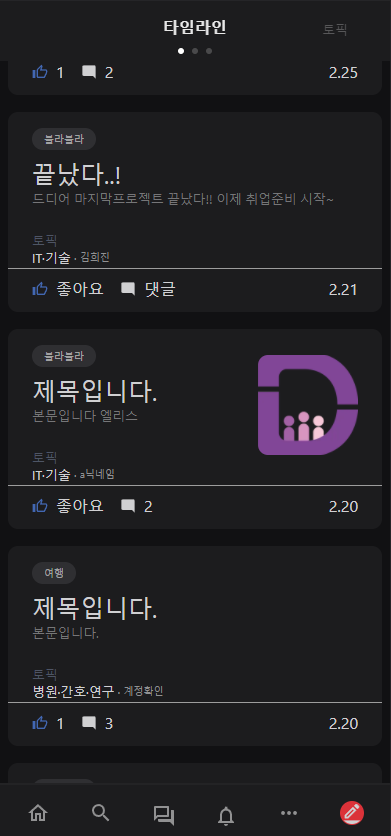 타임라인
토픽
1 2 2.25
블라블라
끝났다..!
드디어 마지막프로젝트 끝났다!! 이제 취업준비 시작~
토픽
IT·기술 · 김희진
좋아요 댓글 2.21
블라블라
제목입니다.
본문입니다 엘리스
토픽
IT·기술 · a닉네임
좋아요 2 2.20
여행
제목입니다.
본문입니다.
토픽
병원·간호·연구 · 계정확인
1 3 2.20